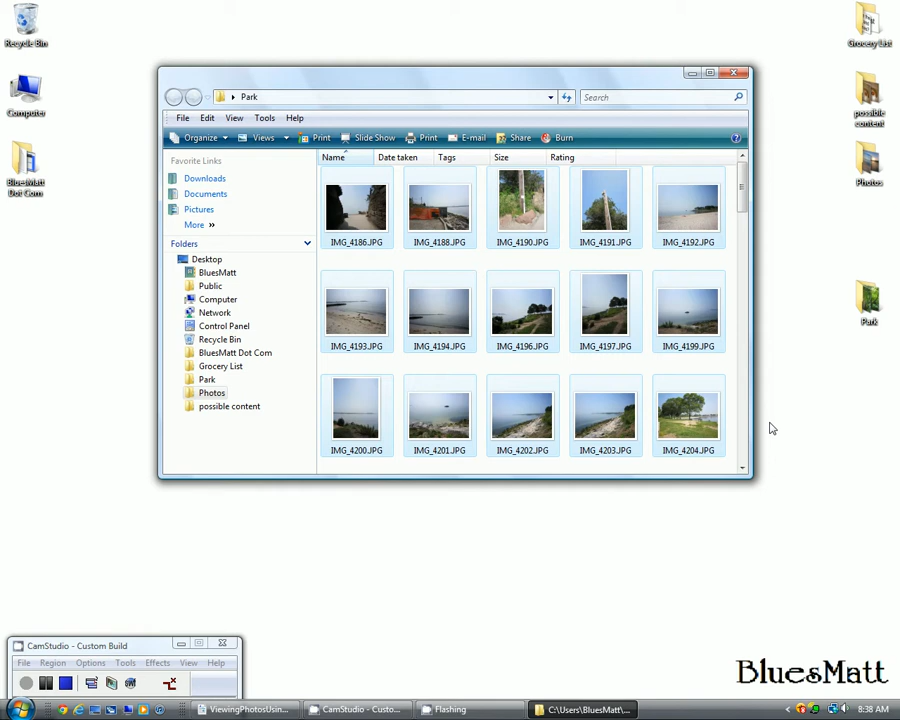 Recycle Bin
Computer
BluesMatt
Dot Com
Grocery List
possible
content
Photos
Park
Park
Search
File Edit View Tools Help
Organize Views Print Slide Show Print E-mail Share Burn
Favorite Links
Downloads
Documents
Pictures
More »
Folders
Desktop
BluesMatt
Public
Computer
Network
Control Panel
Recycle Bin
BluesMatt Dot Com
Grocery List
Park
Photos
possible content
Name Date taken Tags Size Rating
IMG_4186.JPG IMG_4188.JPG IMG_4190.JPG IMG_4191.JPG IMG_4192.JPG
IMG_4193.JPG IMG_4194.JPG IMG_4196.JPG IMG_4197.JPG IMG_4199.JPG
IMG_4200.JPG IMG_4201.JPG IMG_4202.JPG IMG_4203.JPG IMG_4204.JPG
CamStudio - Custom Build
File Region Options Tools Effects View Help
BluesMatt
ViewingPhotosUsin... CamStudio - Custo... Flashing C:\Users\BluesMatt\... 8:38 AM